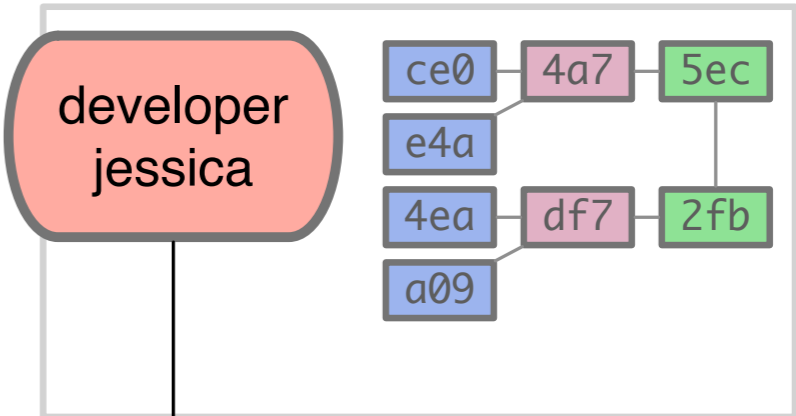 developer
jessica
ce0 4a7 5ec
e4a
4ea df7 2fb
a09